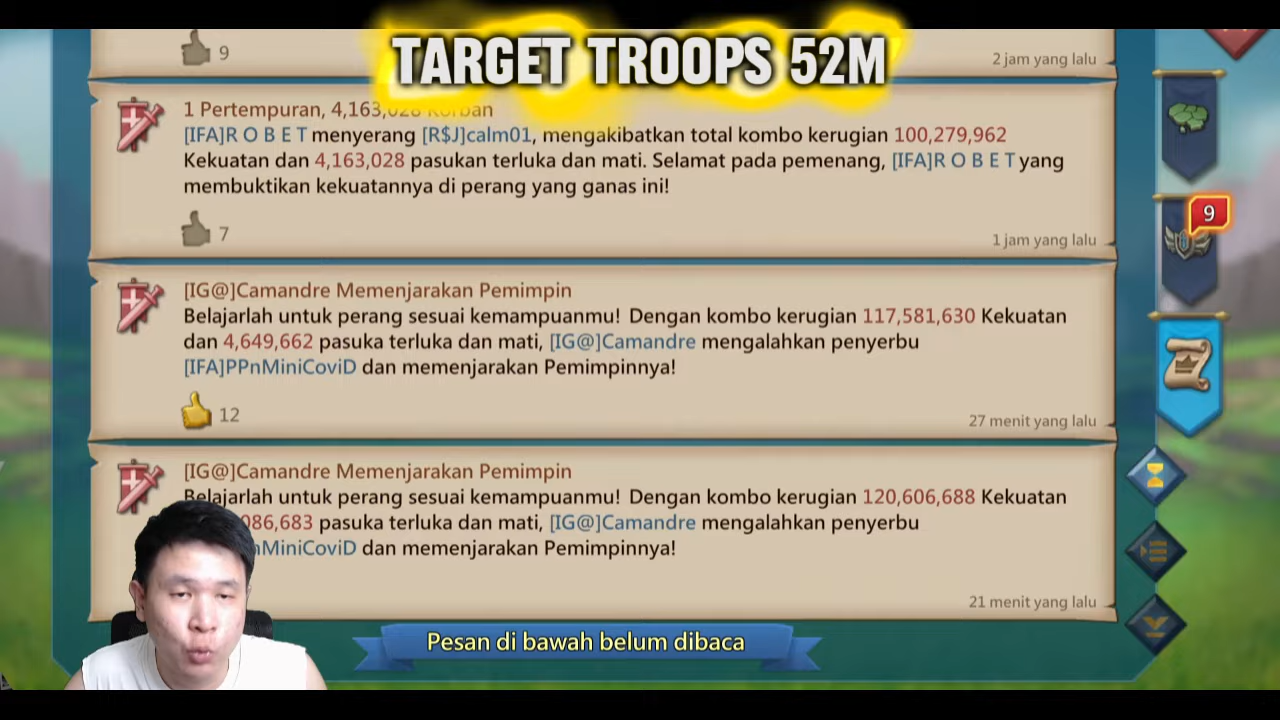 TARGET TROOPS 52M
9
2 jam yang lalu
1 Pertempuran, 4,163,028 Korban
[IFA]R O B E T menyerang [R$J]calm01, mengakibatkan total kombo kerugian 100,279,962
Kekuatan dan 4,163,028 pasukan terluka dan mati. Selamat pada pemenang, [IFA]R O B E T yang
membuktikan kekuatannya di perang yang ganas ini!
7
1 jam yang lalu
9
[IG@]Camandre Memenjarakan Pemimpin
Belajarlah untuk perang sesuai kemampuanmu! Dengan kombo kerugian 117,581,630 Kekuatan
dan 4,649,662 pasuka terluka dan mati, [IG@]Camandre mengalahkan penyerbu
[IFA]PPnMiniCoviD dan memenjarakan Pemimpinnya!
12
27 menit yang lalu
[IG@]Camandre Memenjarakan Pemimpin
Belajarlah untuk perang sesuai kemampuanmu! Dengan kombo kerugian 120,606,688 Kekuatan
086,683 pasuka terluka dan mati, [IG@]Camandre mengalahkan penyerbu
nMiniCoviD dan memenjarakan Pemimpinnya!
21 menit yang lalu
Pesan di bawah belum dibaca